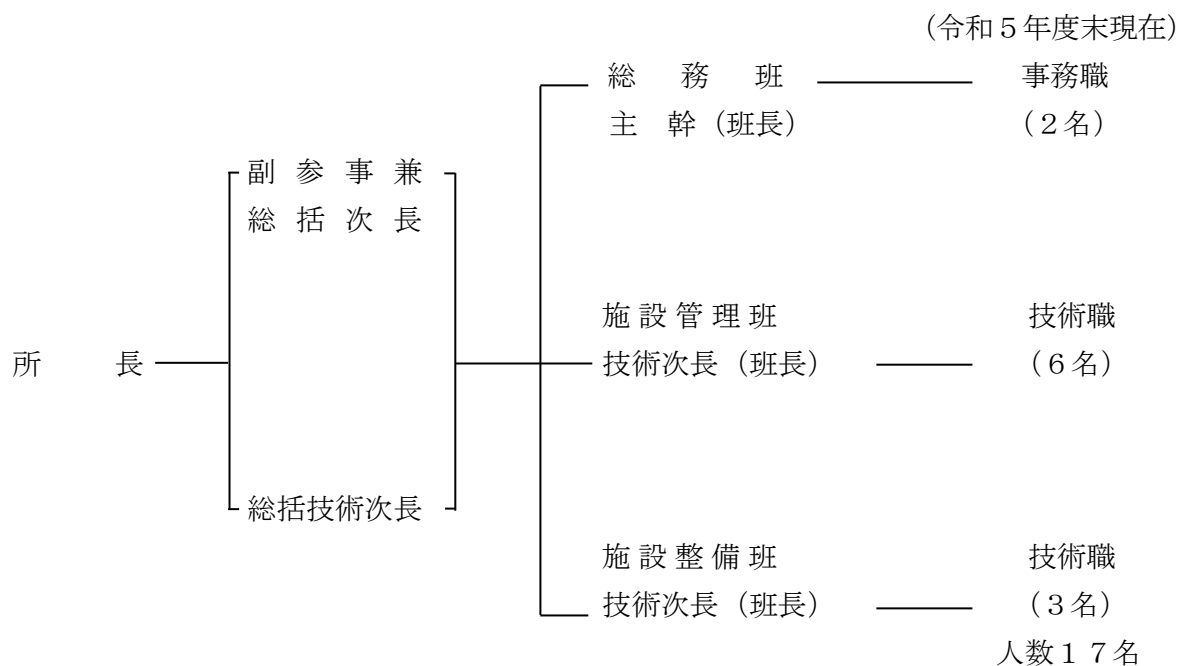 (令和５年度末現在)
総務班 事務職
主幹（班長） （２名）
副参事兼
総括次長
施設管理班 技術職
所長 技術次長（班長） （６名）
総括技術次長
施設整備班 技術職
技術次長（班長） （３名）
人数１７名